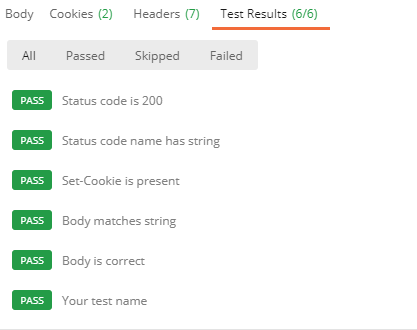 Body Cookies (2) Headers (7) Test Results (6/6)
All Passed Skipped Failed
PASS Status code is 200
PASS Status code name has string
PASS Set-Cookie is present
PASS Body matches string
PASS Body is correct
PASS Your test name